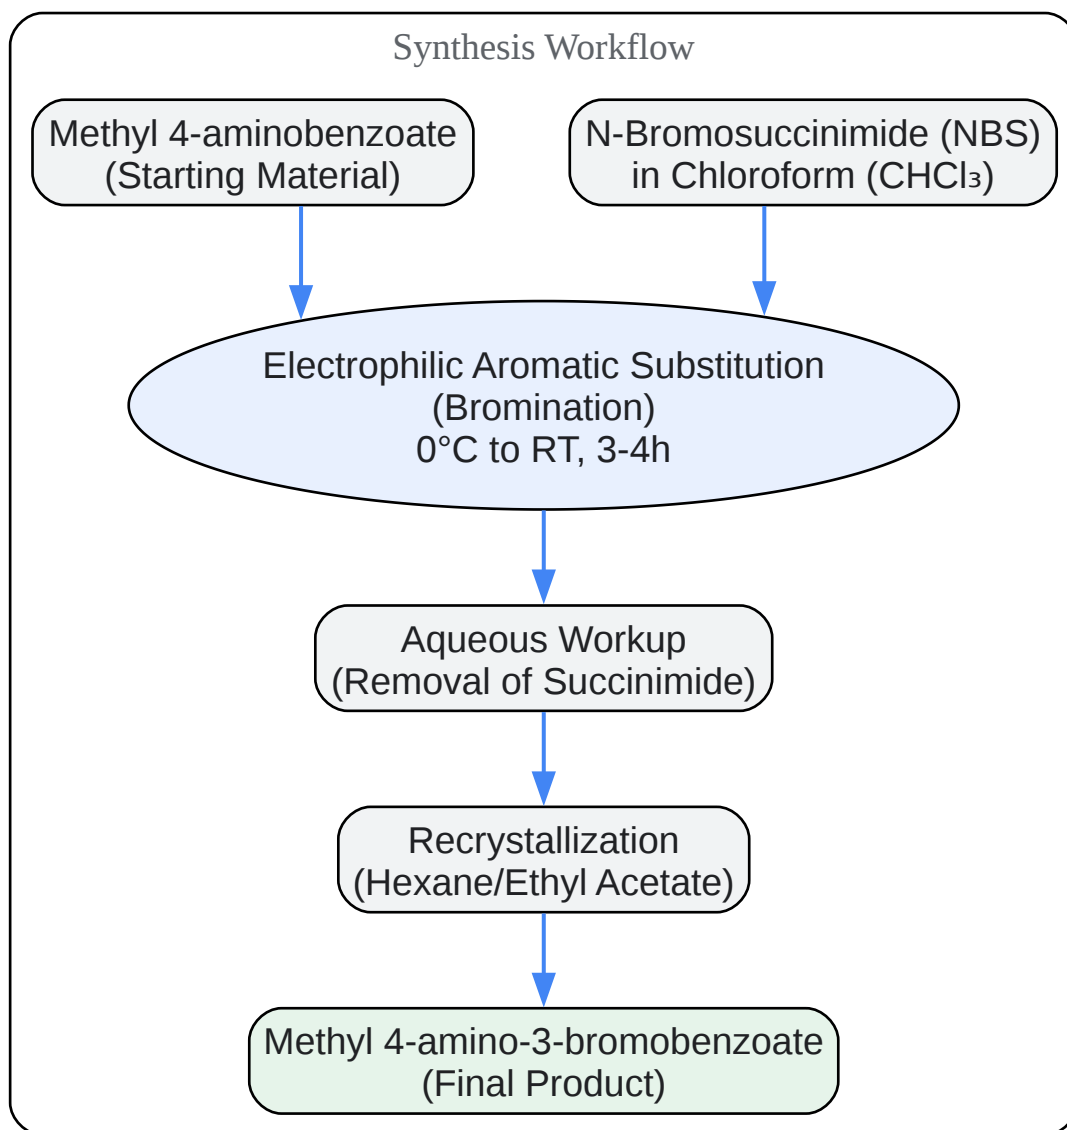 Synthesis Workflow
Methyl 4-aminobenzoate
(Starting Material)
N-Bromosuccinimide (NBS)
in Chloroform (CHCl₃)
Electrophilic Aromatic Substitution
(Bromination)
0°C to RT, 3-4h
Aqueous Workup
(Removal of Succinimide)
Recrystallization
(Hexane/Ethyl Acetate)
Methyl 4-amino-3-bromobenzoate
(Final Product)